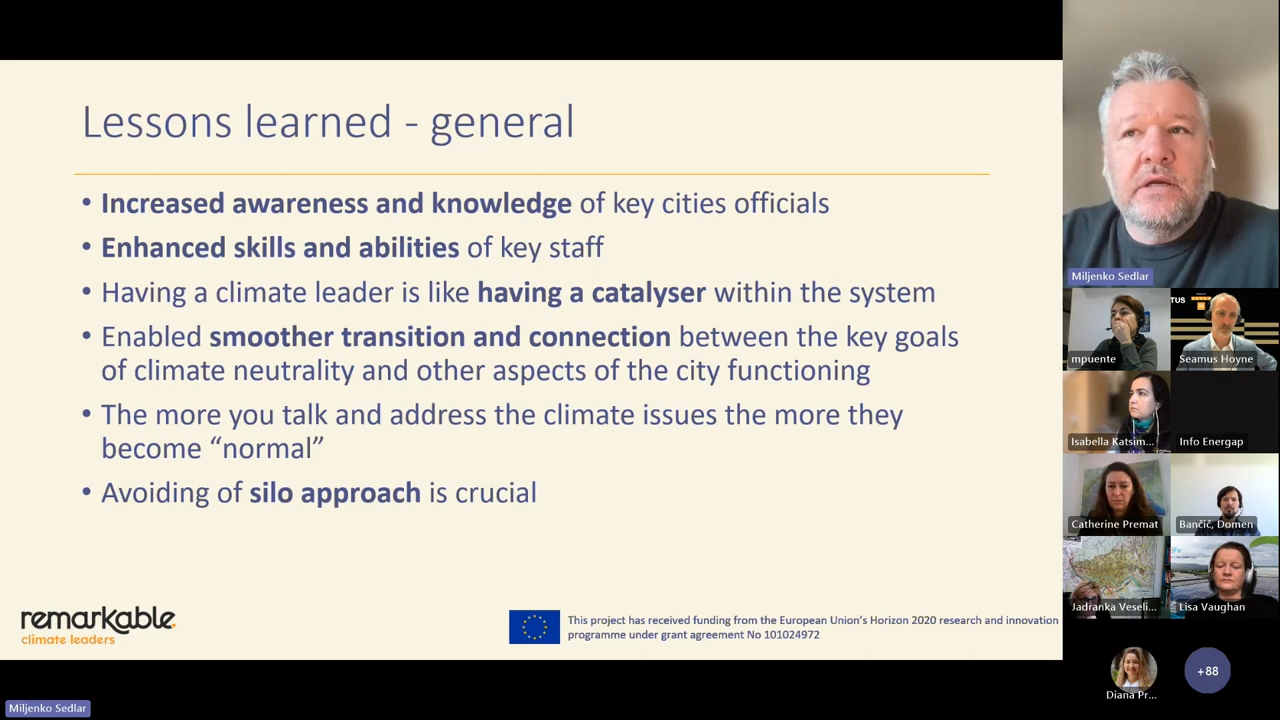 Lessons learned - general
• Increased awareness and knowledge of key cities officials
• Enhanced skills and abilities of key staff
• Having a climate leader is like having a catalyser within the system
• Enabled smoother transition and connection between the key goals
of climate neutrality and other aspects of the city functioning
• The more you talk and address the climate issues the more they
become “normal”
• Avoiding of silo approach is crucial
remarkable.
climate leaders
This project has received funding from the European Union’s Horizon 2020 research and innovation
programme under grant agreement No 101024972
Miljenko Sedlar
Miljenko Sedlar
TUS
mpuente
Seamus Hoyne
Isabella Katsim...
Info Energap
Catherine Premat
Bančič, Domen
Jadranka Veseli...
Lisa Vaughan
Diana Pr...
+88